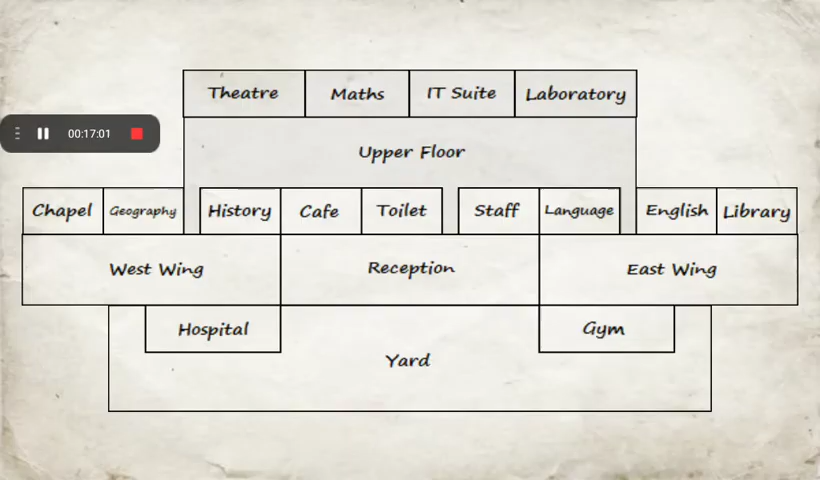 Theatre
Maths
IT Suite
Laboratory
00:17:01
Upper Floor
Chapel
Geography
History
Cafe
Toilet
Staff
Language
English
Library
West Wing
Reception
East Wing
Hospital
Gym
Yard